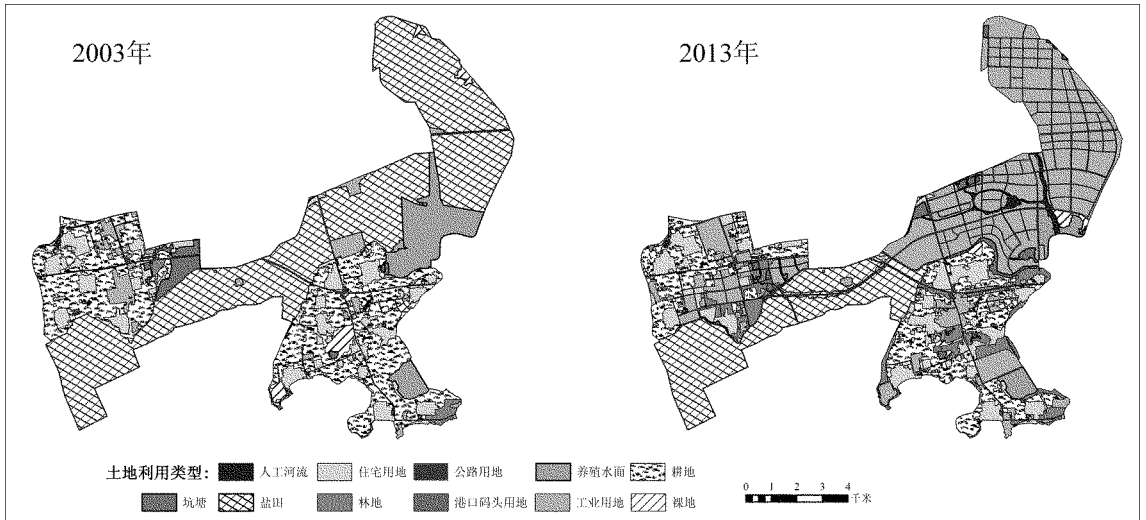 2003年
2013年
土地利用类型: 人工河流 住宅用地 公路用地 养殖水面 耕地
坑塘 盐田 林地 港口码头用地 工业用地 裸地
0 1 2 3 4
千米